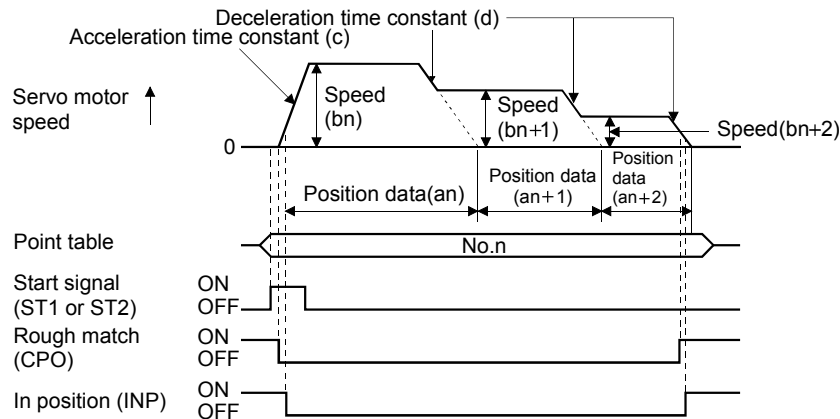 Deceleration time constant (d)
Acceleration time constant (c)
Servo motor
speed
0
Speed
(bn)
Speed
(bn+1)
Speed(bn+2)
Position data(an)
Position data
(an+1)
Position
data
(an+2)
Point table
No.n
Start signal
(ST1 or ST2)
ON
OFF
Rough match
(CPO)
ON
OFF
In position (INP)
ON
OFF